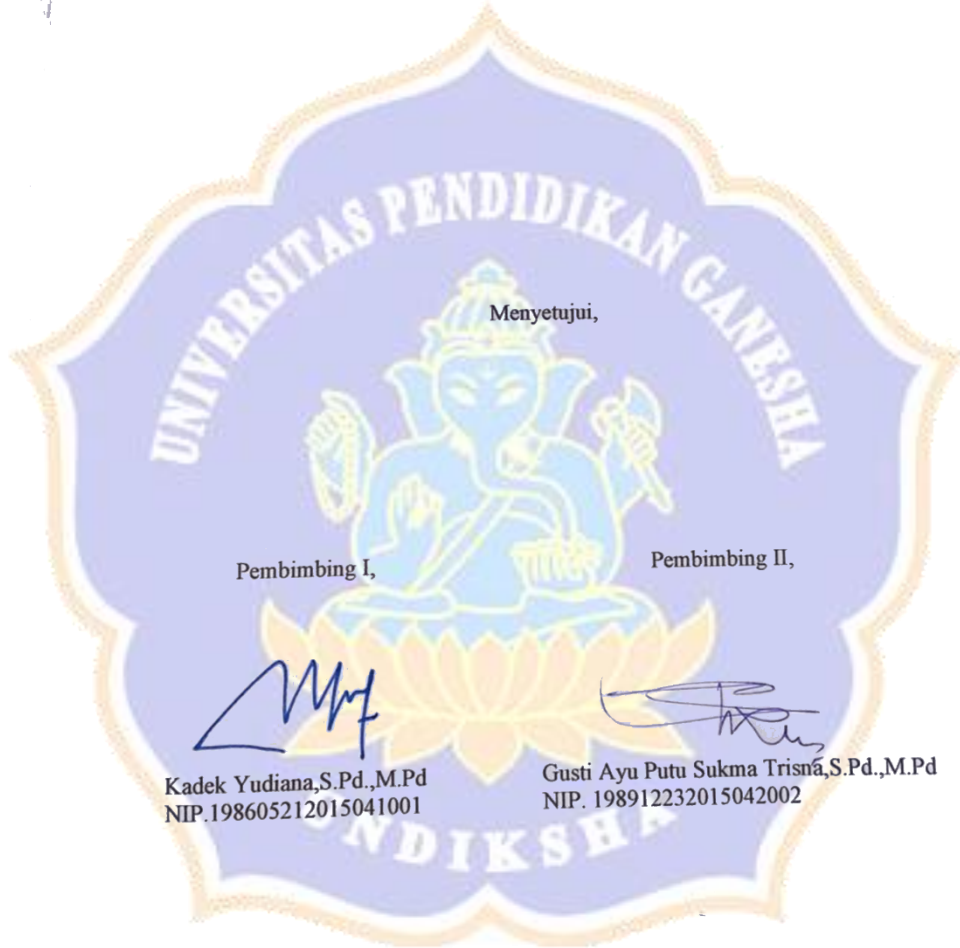 UNIVERSITAS PENDIDIKAN GANESHA
Menyetujui,
Pembimbing I,
Pembimbing II,
Kadek Yudiana,S.Pd.,M.Pd
NIP.198605212015041001
Gusti Ayu Putu Sukma Trisna,S.Pd.,M.Pd
NIP. 198912232015042002
UNDIKSHA